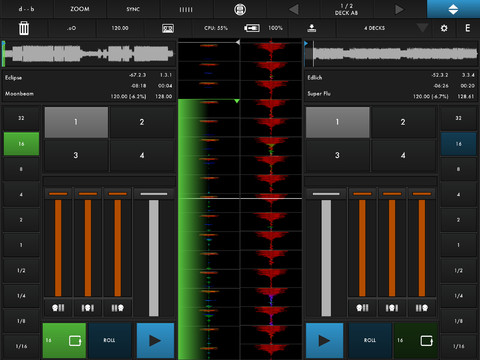 d - - b ZOOM SYNC 1 / 2
DECK AB E
.:o 120.00 CPU: 55% 100% 4 DECKS E
Eclipse -67.2.3 1.3.1
-08:18 00:04
Moonbeam 120.00 (-6.2%) 128.00
Edlich -52.3.2 3.3.4
-06:26 00:20
Super Flu 120.00 (-6.7%) 128.61
32
16
8
4
2
1
1/2
1/4
1/8
1/16
1 2
3 4
16 ROLL
1 2
3 4
ROLL 16
32
16
8
4
2
1
1/2
1/4
1/8
1/16